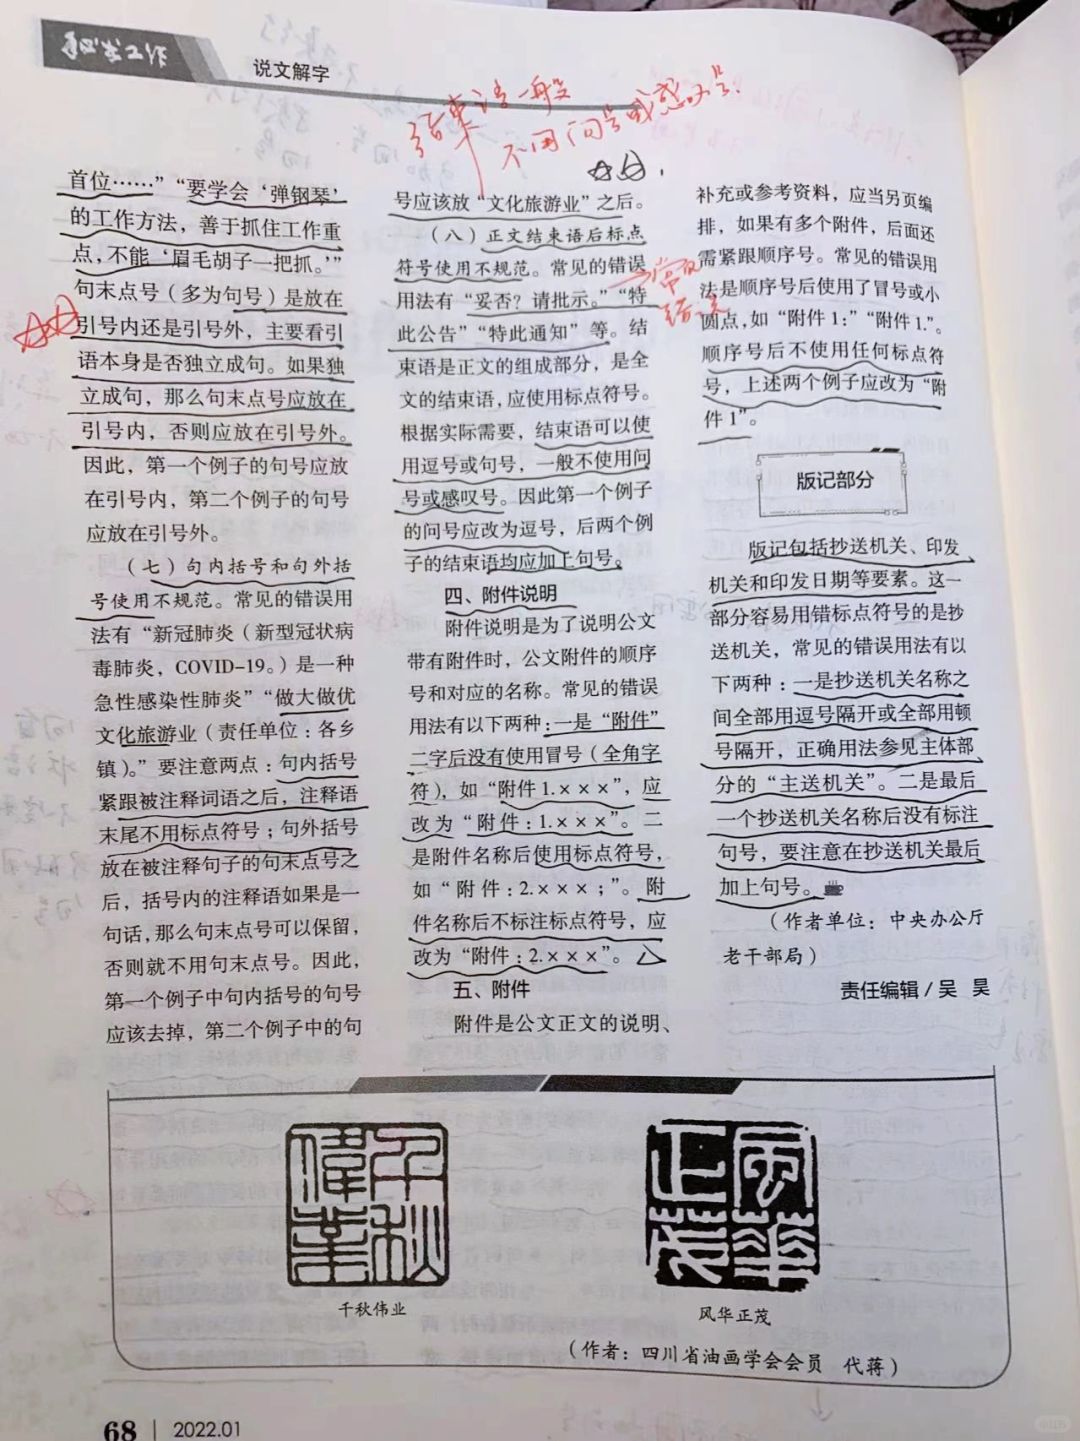 说文解字
结束语一般
不用问号或感叹号.
首位……”“要学会‘弹钢琴’
的工作方法，善于抓住工作重
点，不能‘眉毛胡子一把抓。’”
句末点号（多为句号）是放在
引号内还是引号外，主要看引
语本身是否独立成句。如果独
立成句，那么句末点号应放在
引号内，否则应放在引号外。
因此，第一个例子的句号应放
在引号内，第二个例子的句号
应放在引号外。
（七）句内括号和句外括
号使用不规范。常见的错误用
法有“新冠肺炎（新型冠状病
毒肺炎，COVID-19。）是一种
急性感染性肺炎”“做大做优
文化旅游业（责任单位：各乡
镇）。”要注意两点：句内括号
紧跟被注释词语之后，注释语
末尾不用标点符号；句外括号
放在被注释句子的句末点号之
后，括号内的注释语如果是一
句话，那么句末点号可以保留，
否则就不用句末点号。因此，
第一个例子中句内括号的句号
应该去掉，第二个例子中的句
号应该放“文化旅游业”之后。
（八）正文结束语后标点
符号使用不规范。常见的错误
用法有“妥否？请批示。”“特
此公告”“特此通知”等。结
束语是正文的组成部分，是全
文的结束语，应使用标点符号。
根据实际需要，结束语可以使
用逗号或句号，一般不使用问
号或感叹号。因此第一个例子
的问号应改为逗号，后两个例
子的结束语均应加上句号。
常见
错误
四、附件说明
附件说明是为了说明公文
带有附件时，公文附件的顺序
号和对应的名称。常见的错误
用法有以下两种：一是“附件”
二字后没有使用冒号（全角字
符），如“附件1.×××”，应
改为“附件：1.×××”。二
是附件名称后使用标点符号，
如“附件：2.×××；”。附
件名称后不标注标点符号，应
改为“附件：2.×××”。
五、附件
附件是公文正文的说明、
补充或参考资料，应当另页编
排，如果有多个附件，后面还
需紧跟顺序号。常见的错误用
法是顺序号后使用了冒号或小
圆点，如“附件1：”“附件1.”。
顺序号后不使用任何标点符
号，上述两个例子应改为“附
件1”。
版记部分
版记包括抄送机关、印发
机关和印发日期等要素。这一
部分容易用错标点符号的是抄
送机关，常见的错误用法有以
下两种：一是抄送机关名称之
间全部用逗号隔开或全部用顿
号隔开，正确用法参见主体部
分的“主送机关”。二是最后
一个抄送机关名称后没有标注
句号，要注意在抄送机关最后
加上句号。
（作者单位：中央办公厅
老干部局）
责任编辑/吴 昊
千秋
伟业
千秋伟业
风华
正茂
风华正茂
（作者：四川省油画学会会员 代蒋）
68 | 2022.01